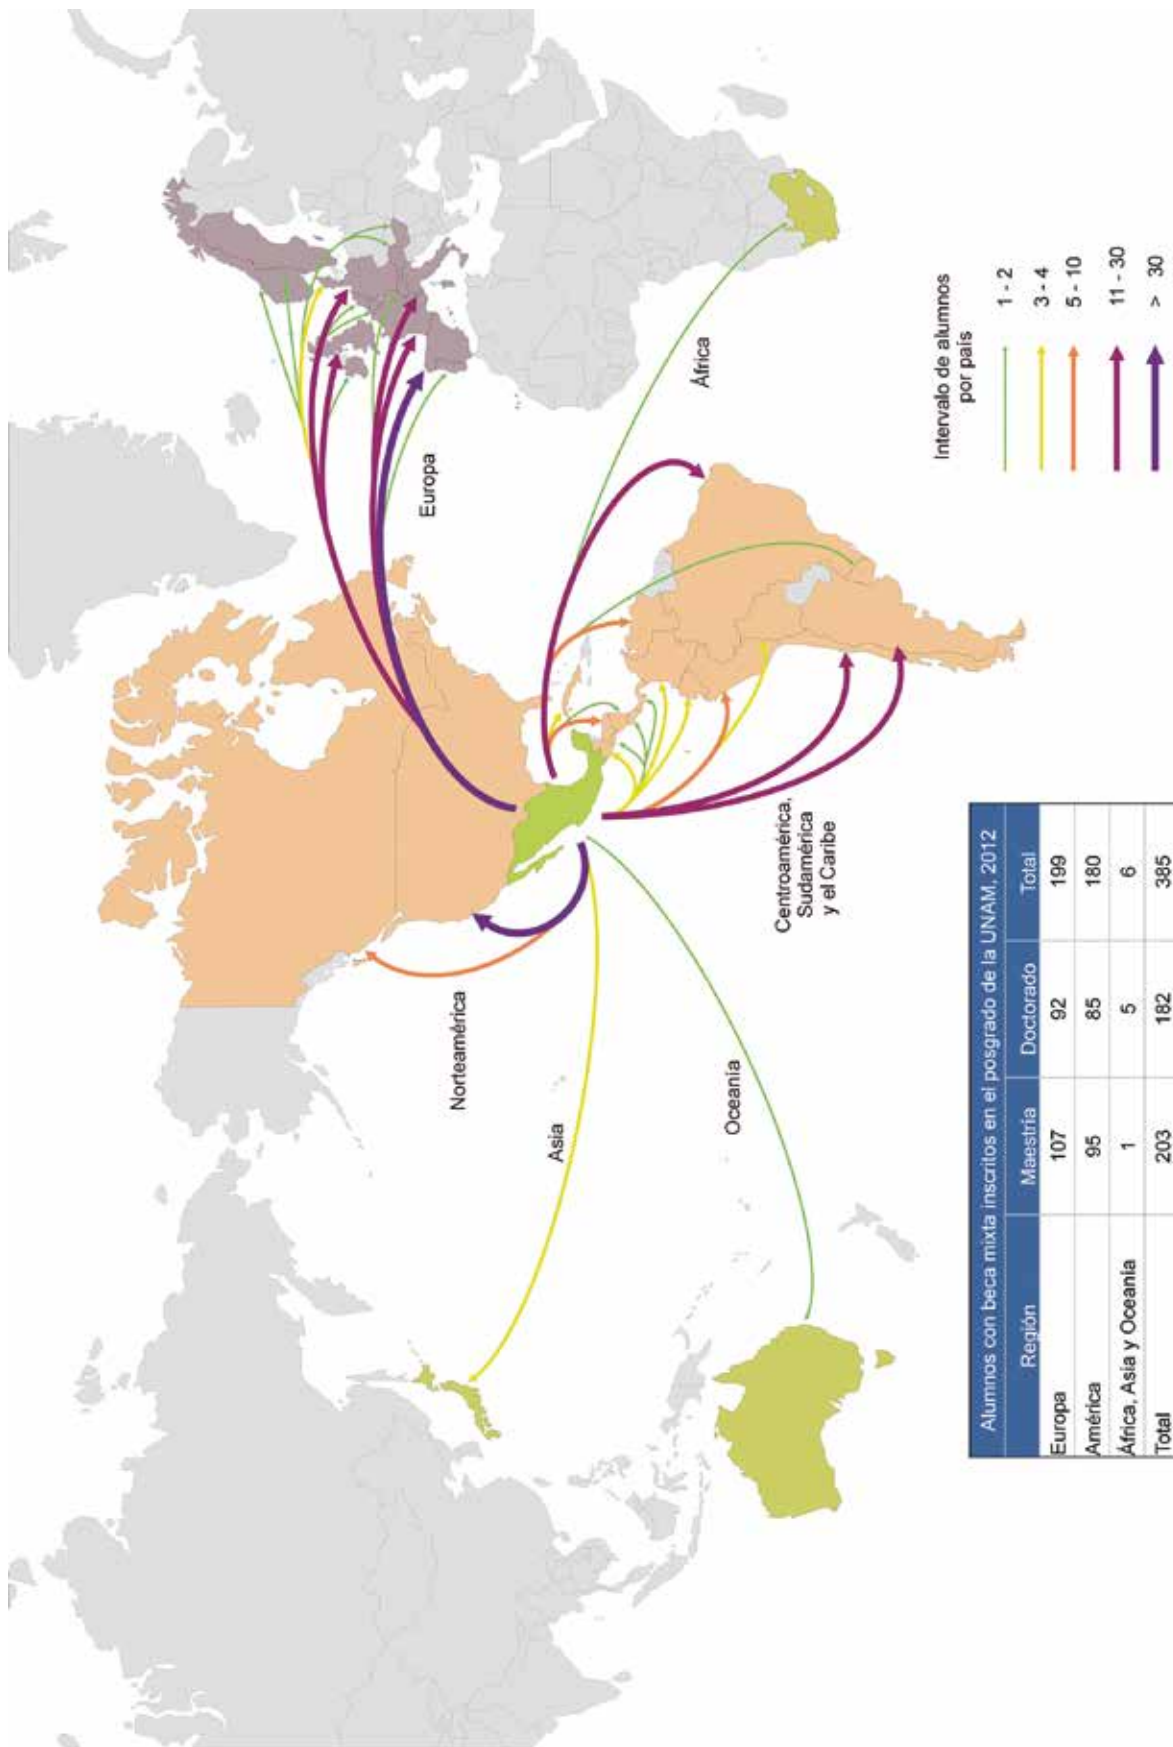 Europa
África
Norteamérica
Asia
Oceanía
Centroamérica,
Sudamérica
y el Caribe
Intervalo de alumnos
por país
1 - 2
3 - 4
5 - 10
11 - 30
> 30
Alumnos con beca mixta inscritos en el posgrado de la UNAM, 2012
Región Maestría Doctorado Total
Europa 107 92 199
América 95 85 180
África, Asia y Oceanía 1 5 6
Total 203 182 385